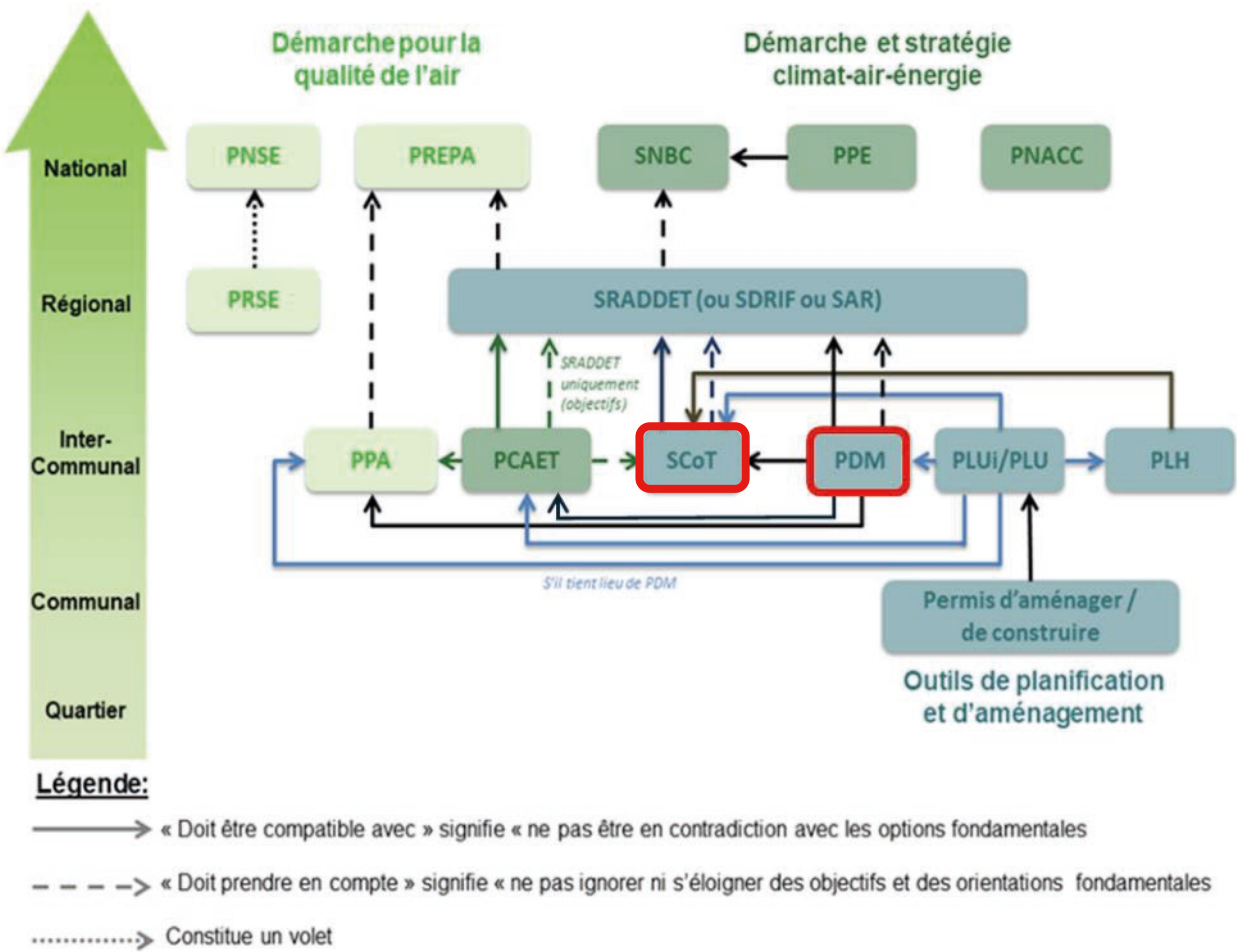 Démarche pour la
qualité de l'air
Démarche et stratégie
climat-air-énergie
National
PNSE
PREPA
SNBC
PPE
PNACC
Régional
PRSE
SRADDET (ou SDRIF ou SAR)
SRADDET
uniquement
(objectifs)
Inter-
Communal
PPA
PCAET
SCoT
PDM
PLUi/PLU
PLH
S'il tient lieu de PDM
Communal
Permis d'aménager /
de construire
Quartier
Outils de planification
et d'aménagement
Légende:
« Doit être compatible avec » signifie « ne pas être en contradiction avec les options fondamentales
« Doit prendre en compte » signifie « ne pas ignorer ni s'éloigner des objectifs et des orientations fondamentales
Constitue un volet